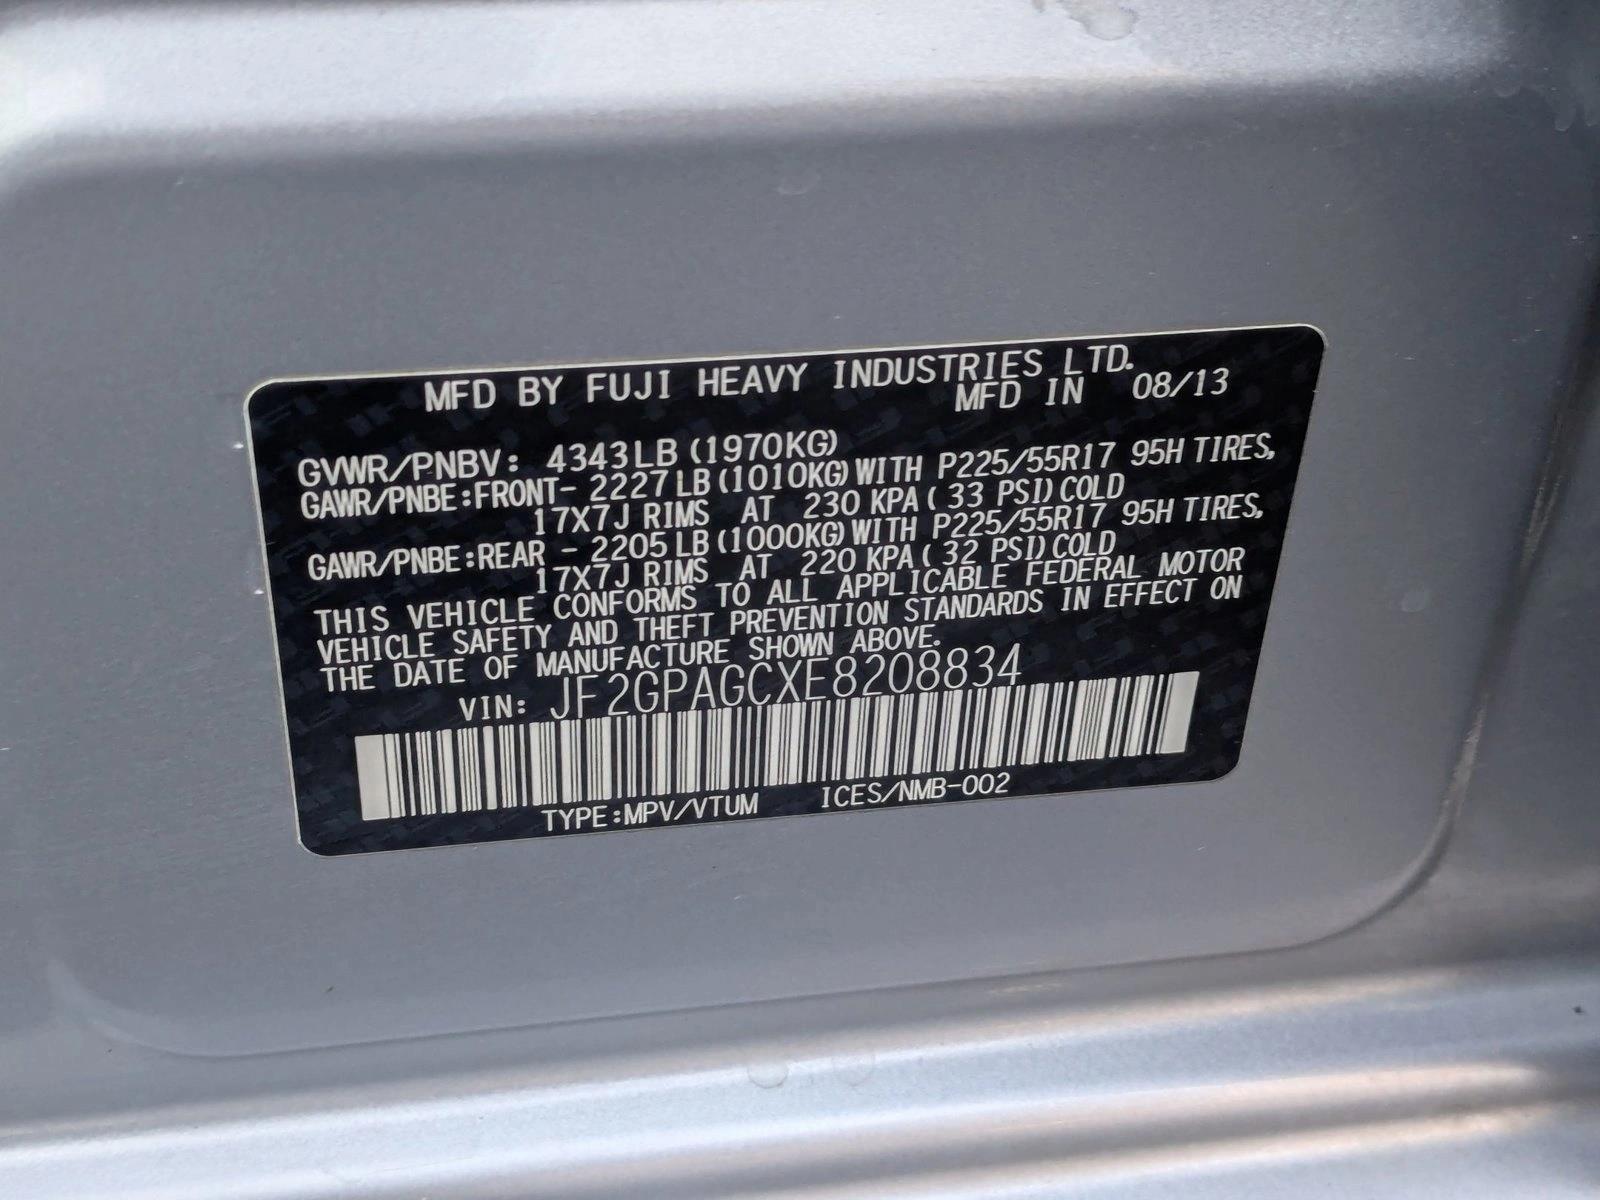 MFD BY FUJI HEAVY INDUSTRIES LTD.
MFD IN 08/13
GVWR/PNBV: 4343LB (1970KG)
GAWR/PNBE:FRONT- 2227LB (1010KG) WITH P225/55R17 95H TIRES,
17X7J RIMS AT 230 KPA ( 33 PSI) COLD
GAWR/PNBE:REAR - 2205LB (1000KG) WITH P225/55R17 95H TIRES,
17X7J RIMS AT 220 KPA ( 32 PSI) COLD
THIS VEHICLE CONFORMS TO ALL APPLICABLE FEDERAL MOTOR
VEHICLE SAFETY AND THEFT PREVENTION STANDARDS IN EFFECT ON
THE DATE OF MANUFACTURE SHOWN ABOVE.
VIN: JF2GPAGCXE8208834
TYPE:MPV/VTUM ICES/NMB-002